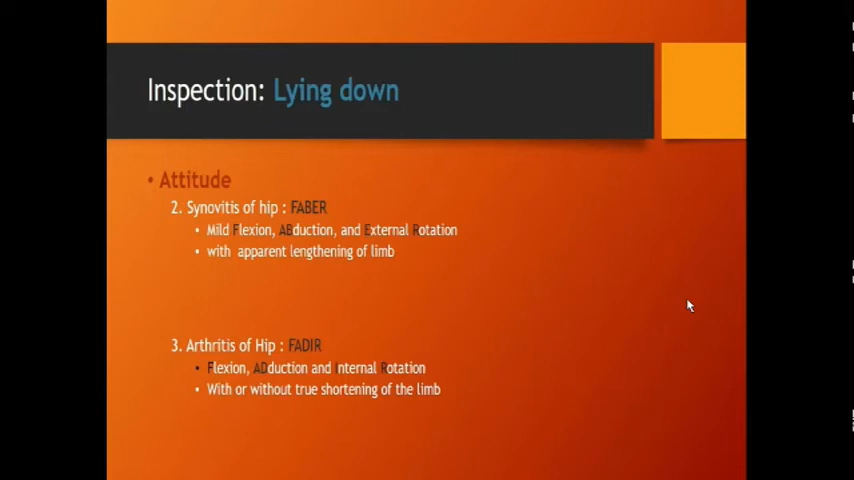 Inspection: Lying down
• Attitude
2. Synovitis of hip : FABER
• Mild Flexion, ABduction, and External Rotation
• with apparent lengthening of limb
3. Arthritis of Hip : FADIR
• Flexion, ADduction and Internal Rotation
• With or without true shortening of the limb